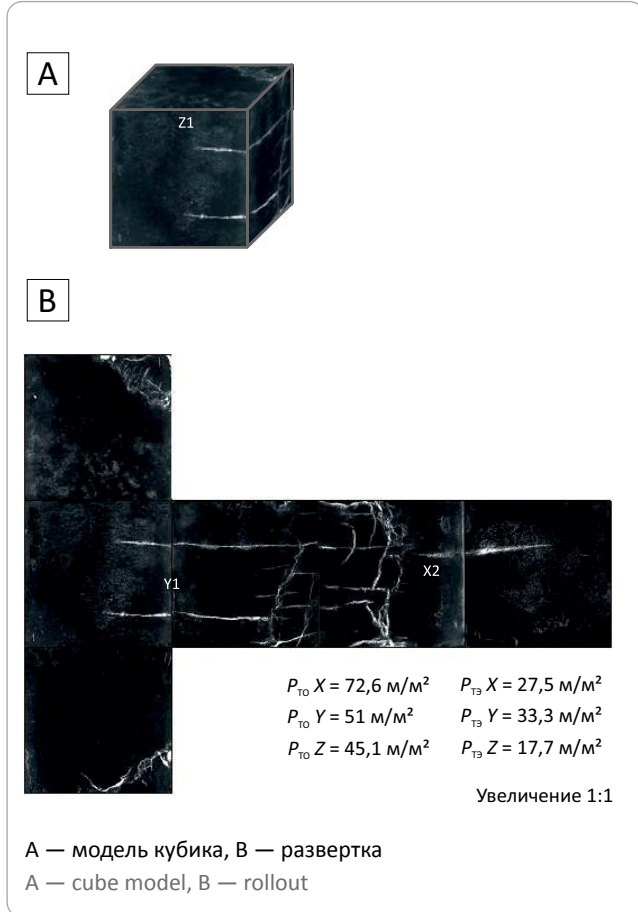 A
Z1
B
Y1
X2
Pто X = 72,6 м/м² Pтэ X = 27,5 м/м²
Pто Y = 51 м/м² Pтэ Y = 33,3 м/м²
Pто Z = 45,1 м/м² Pтэ Z = 17,7 м/м²
Увеличение 1:1
А — модель кубика, В — развертка
A — cube model, B — rollout